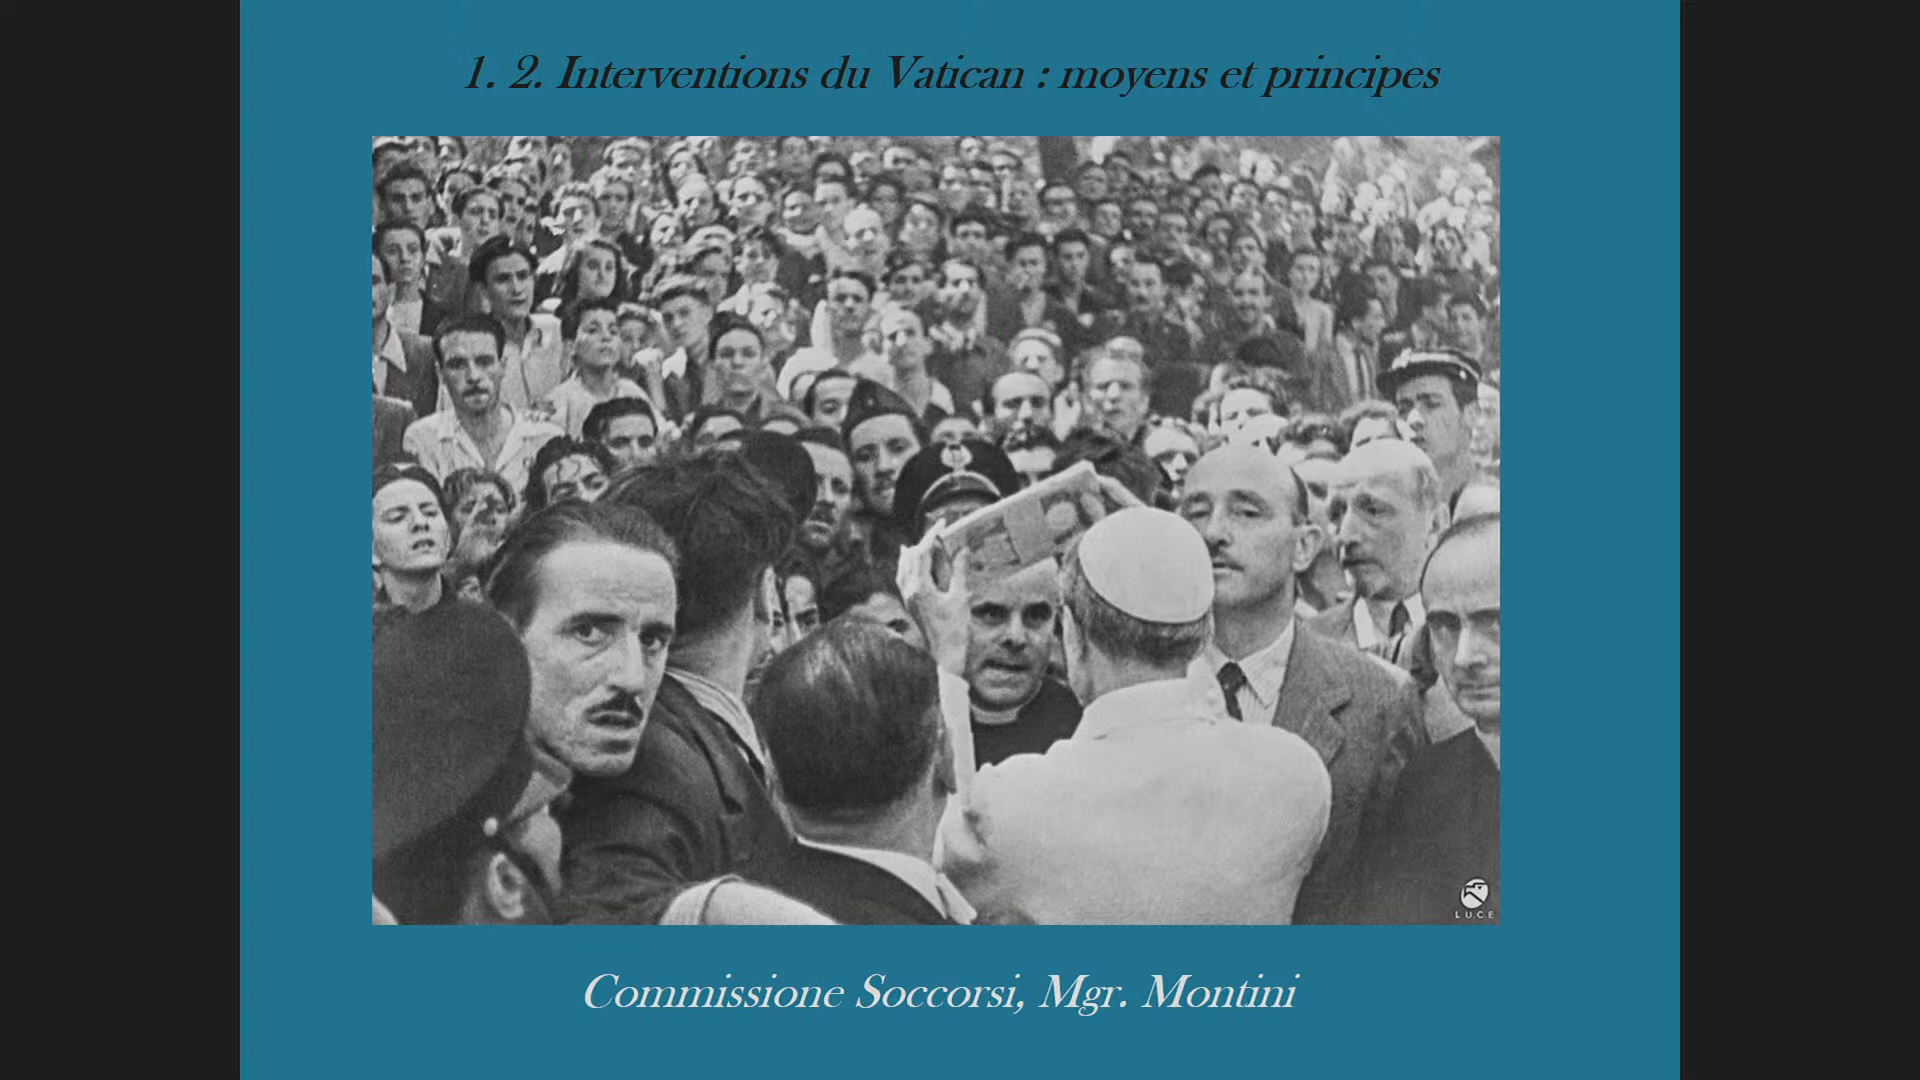 1. 2. Interventions du Vatican : moyens et principes
LUCE
Commissione Soccorsi, Mgr. Montini